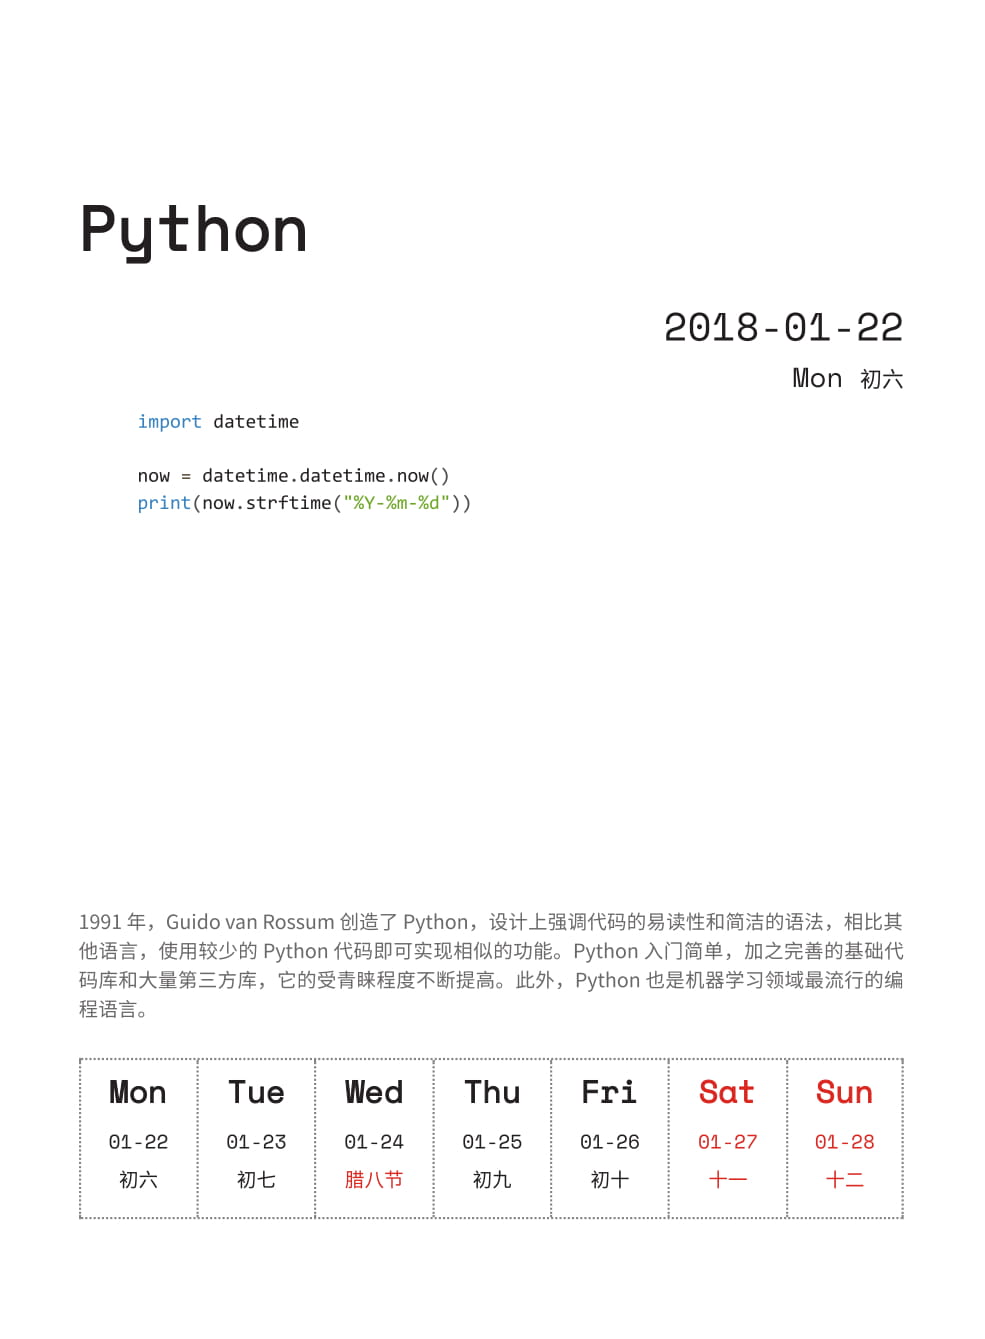 Python
2018-01-22
Mon 初六
import datetime
now = datetime.datetime.now()
print(now.strftime("%Y-%m-%d"))
1991 年，Guido van Rossum 创造了 Python，设计上强调代码的易读性和简洁的语法，相比其
他语言，使用较少的 Python 代码即可实现相似的功能。Python 入门简单，加之完善的基础代
码库和大量第三方库，它的受青睐程度不断提高。此外，Python 也是机器学习领域最流行的编
程语言。
Mon Tue Wed Thu Fri Sat Sun
01-22 01-23 01-24 01-25 01-26 01-27 01-28
初六 初七 腊八节 初九 初十 十一 十二